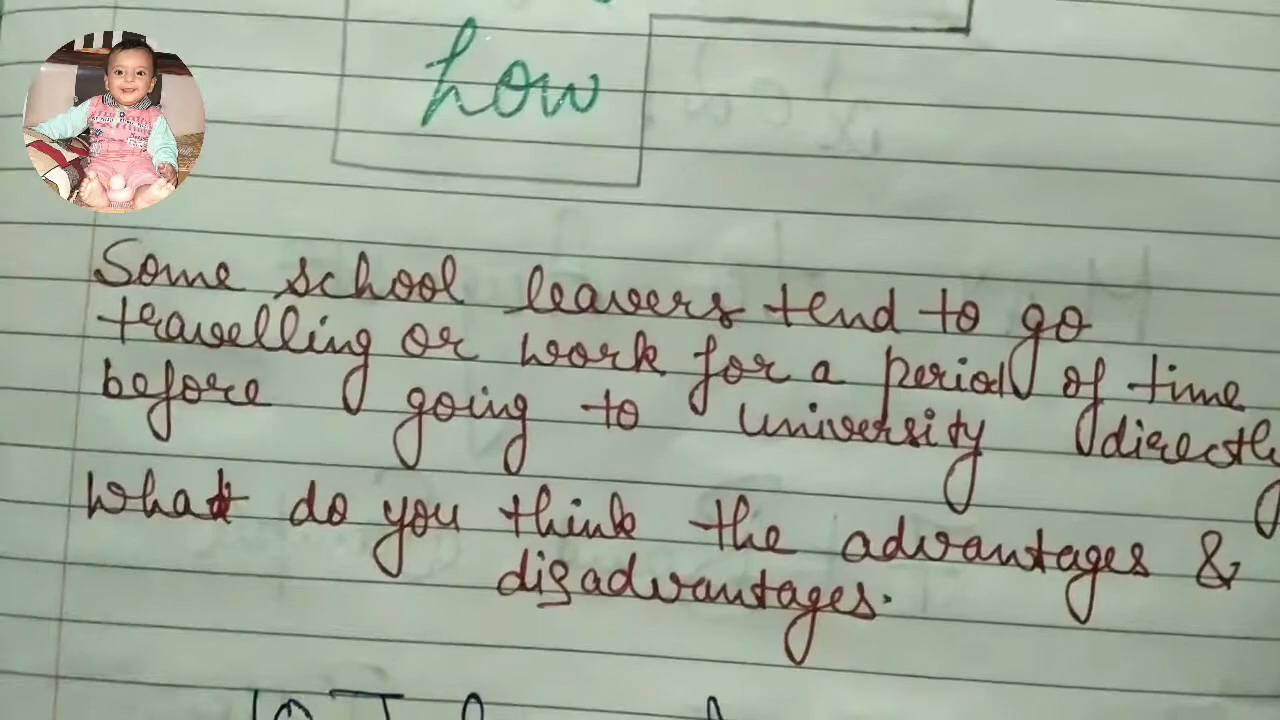 how
Some school leavers tend to go
travelling or work for a period of time
before going to university directly
What do you think the advantages &
disadvantages.